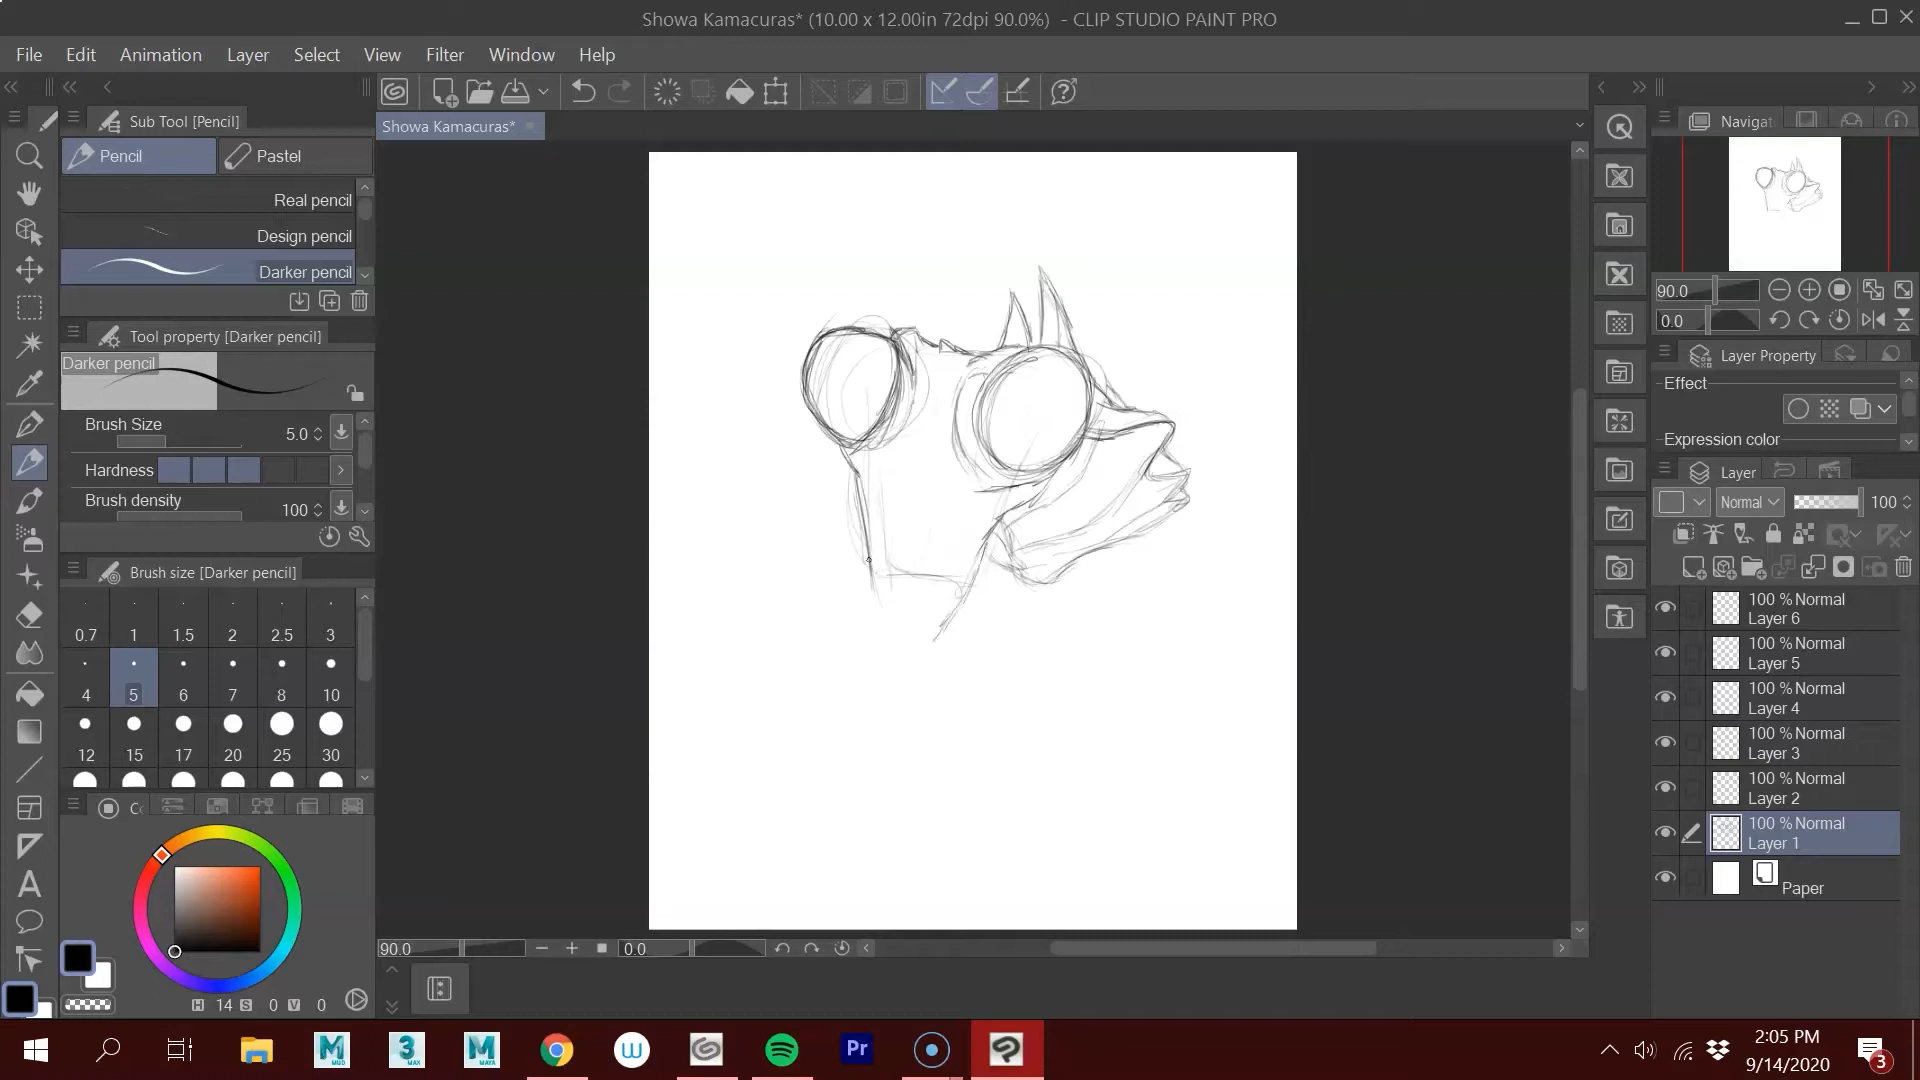 Showa Kamacuras* (10.00 x 12.00in 72dpi 90.0%) - CLIP STUDIO PAINT PRO
File Edit Animation Layer Select View Filter Window Help
Sub Tool [Pencil]
Showa Kamacuras*
Navigat
Pencil Pastel
Real pencil
Design pencil
Darker pencil
Tool property [Darker pencil]
Darker pencil
Brush Size 5.0
Hardness
Brush density 100
Brush size [Darker pencil]
0.7 1 1.5 2 2.5 3
4 5 6 7 8 10
12 15 17 20 25 30
H 14 S 0 V 0
90.0 0.0
90.0
0.0
Layer Property
Effect
Expression color
Layer
Normal 100
100 % Normal
Layer 6
100 % Normal
Layer 5
100 % Normal
Layer 4
100 % Normal
Layer 3
100 % Normal
Layer 2
100 % Normal
Layer 1
Paper
M 3 M W Pr
MUD MAX MAYA
2:05 PM
9/14/2020
3